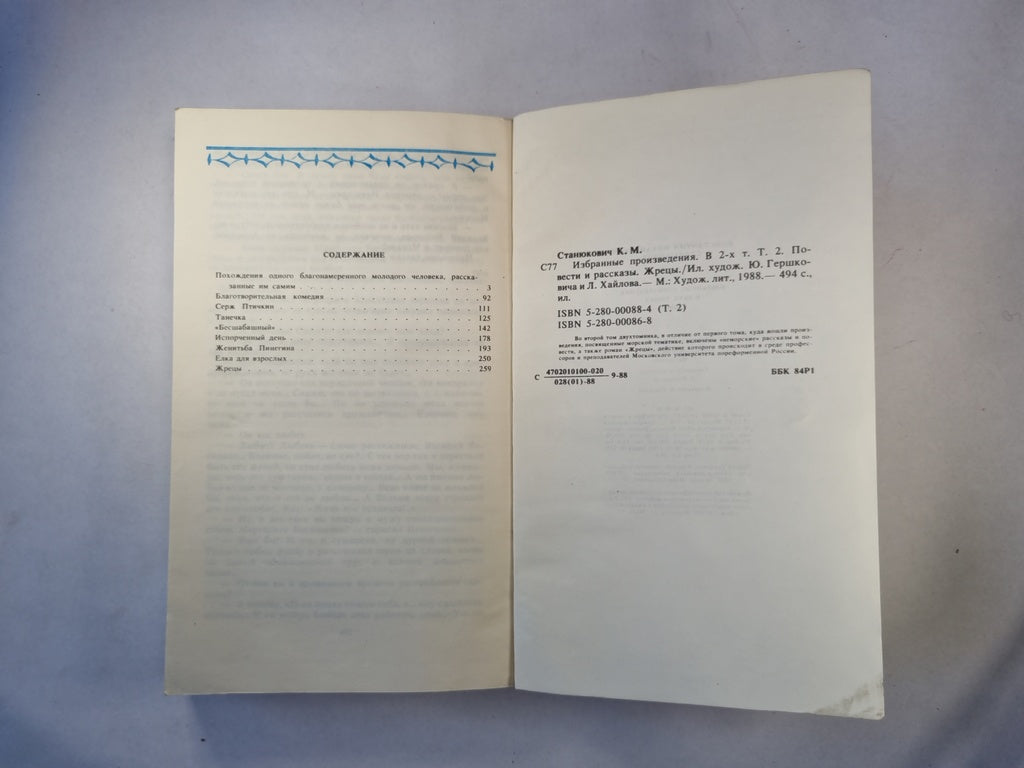 СОДЕРЖАНИЕ
Похождения одного благонамеренного молодого человека, расска-
занные им самим . . . . . . . . . . . . 3
Благотворительная комедия . . . . . . . . . . . . 92
Серж Птичкин . . . . . . . . . . . . 111
Танечка . . . . . . . . . . . . 125
«Бесшабашный» . . . . . . . . . . . . 142
Испорченный день . . . . . . . . . . . . 178
Женитьба Пинегина . . . . . . . . . . . . 193
Елка для взрослых . . . . . . . . . . . . 250
Жрецы . . . . . . . . . . . . 259
Станюкович К. М.
С77 Избранные произведения. В 2-х т. Т. 2. По-
вести и рассказы. Жрецы./Ил. худож. Ю. Гершко-
вича и Л. Хайлова.— М.: Худож. лит., 1988.— 494 с.,
ил.
ISBN 5-280-00088-4 (Т. 2)
ISBN 5-280-00086-8
Во второй том двухтомника, в отличие от первого тома, куда вошли произ-
ведения, посвященные морской тематике, включены «неморские» рассказы и по-
вести, а также роман «Жрецы», действие которого происходит в среде профес-
соров и преподавателей Московского университета пореформенной России.
С 4702010100-020 9-88 ББК 84Р1
028(01)-88